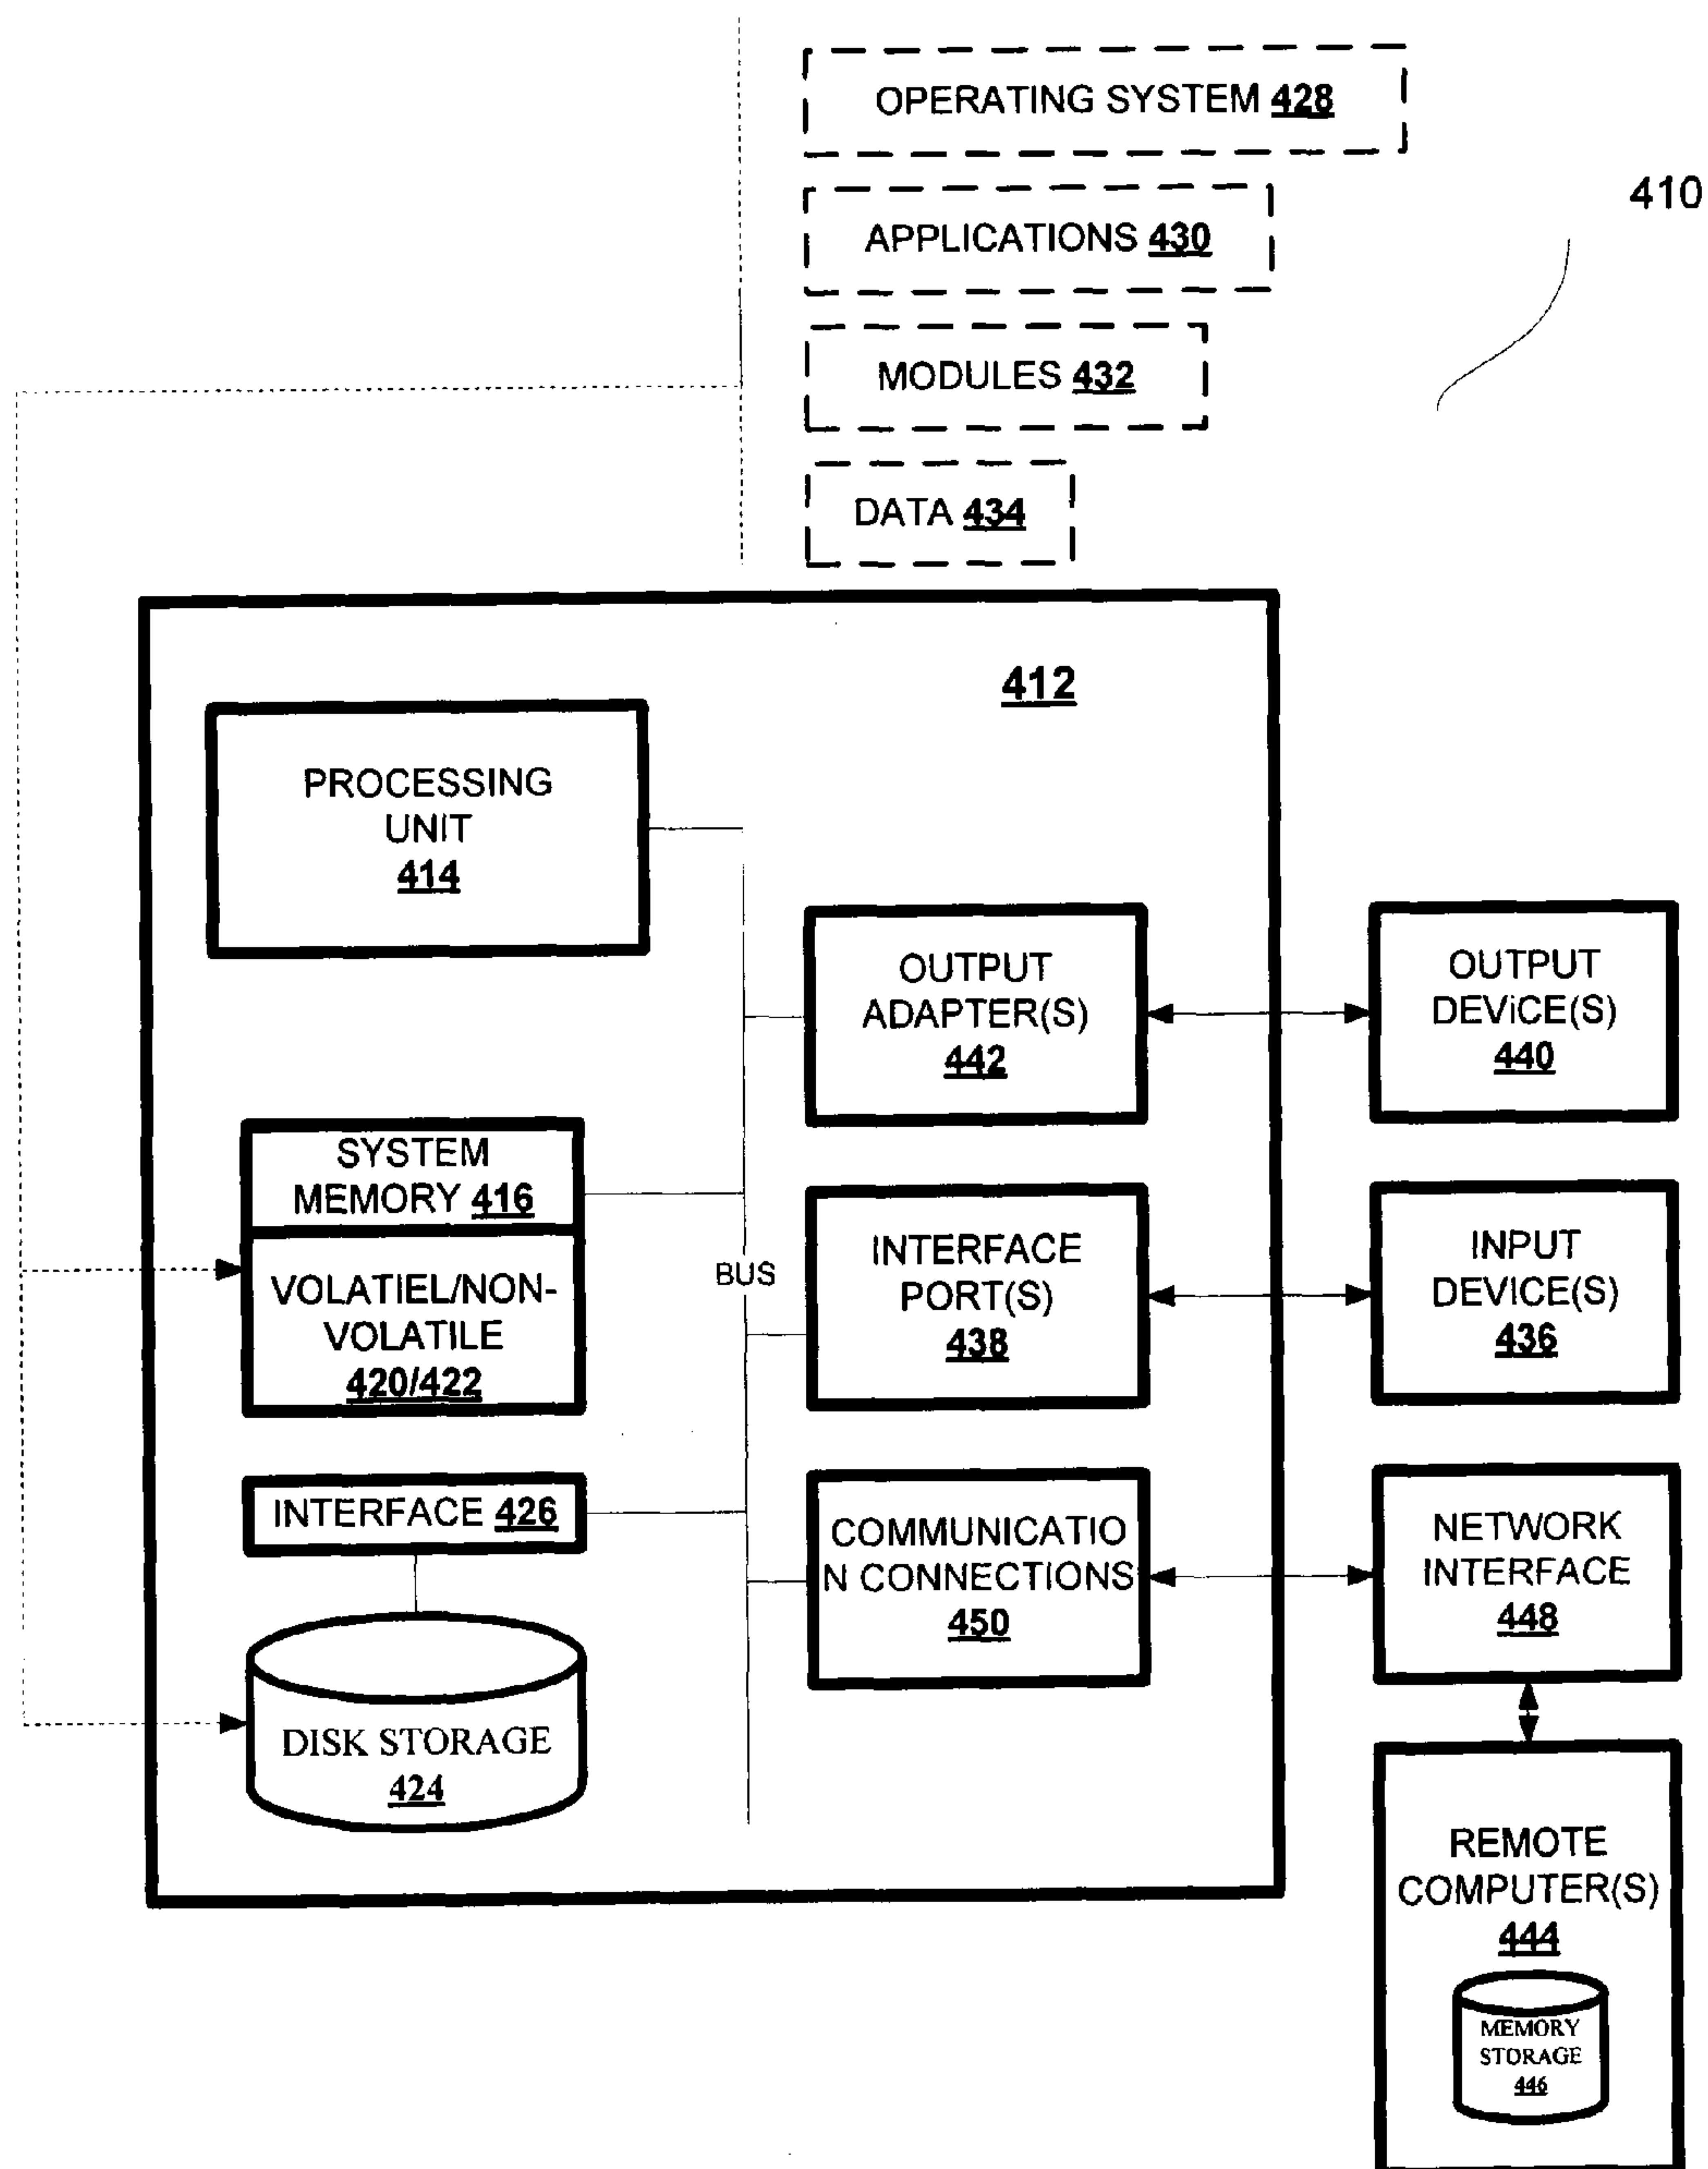 OPERATING SYSTEM 428
APPLICATIONS 430
410
MODULES 432
DATA 434
412
PROCESSING
UNIT
414
OUTPUT
ADAPTER(S)
442
OUTPUT
DEVICE(S)
440
SYSTEM
MEMORY 416
VOLATIEL/NON-
VOLATILE
420/422
BUS
INTERFACE
PORT(S)
438
INPUT
DEVICE(S)
436
INTERFACE 426
COMMUNICATIO
N CONNECTIONS
450
NETWORK
INTERFACE
448
DISK STORAGE
424
REMOTE
COMPUTER(S)
444
MEMORY
STORAGE
446